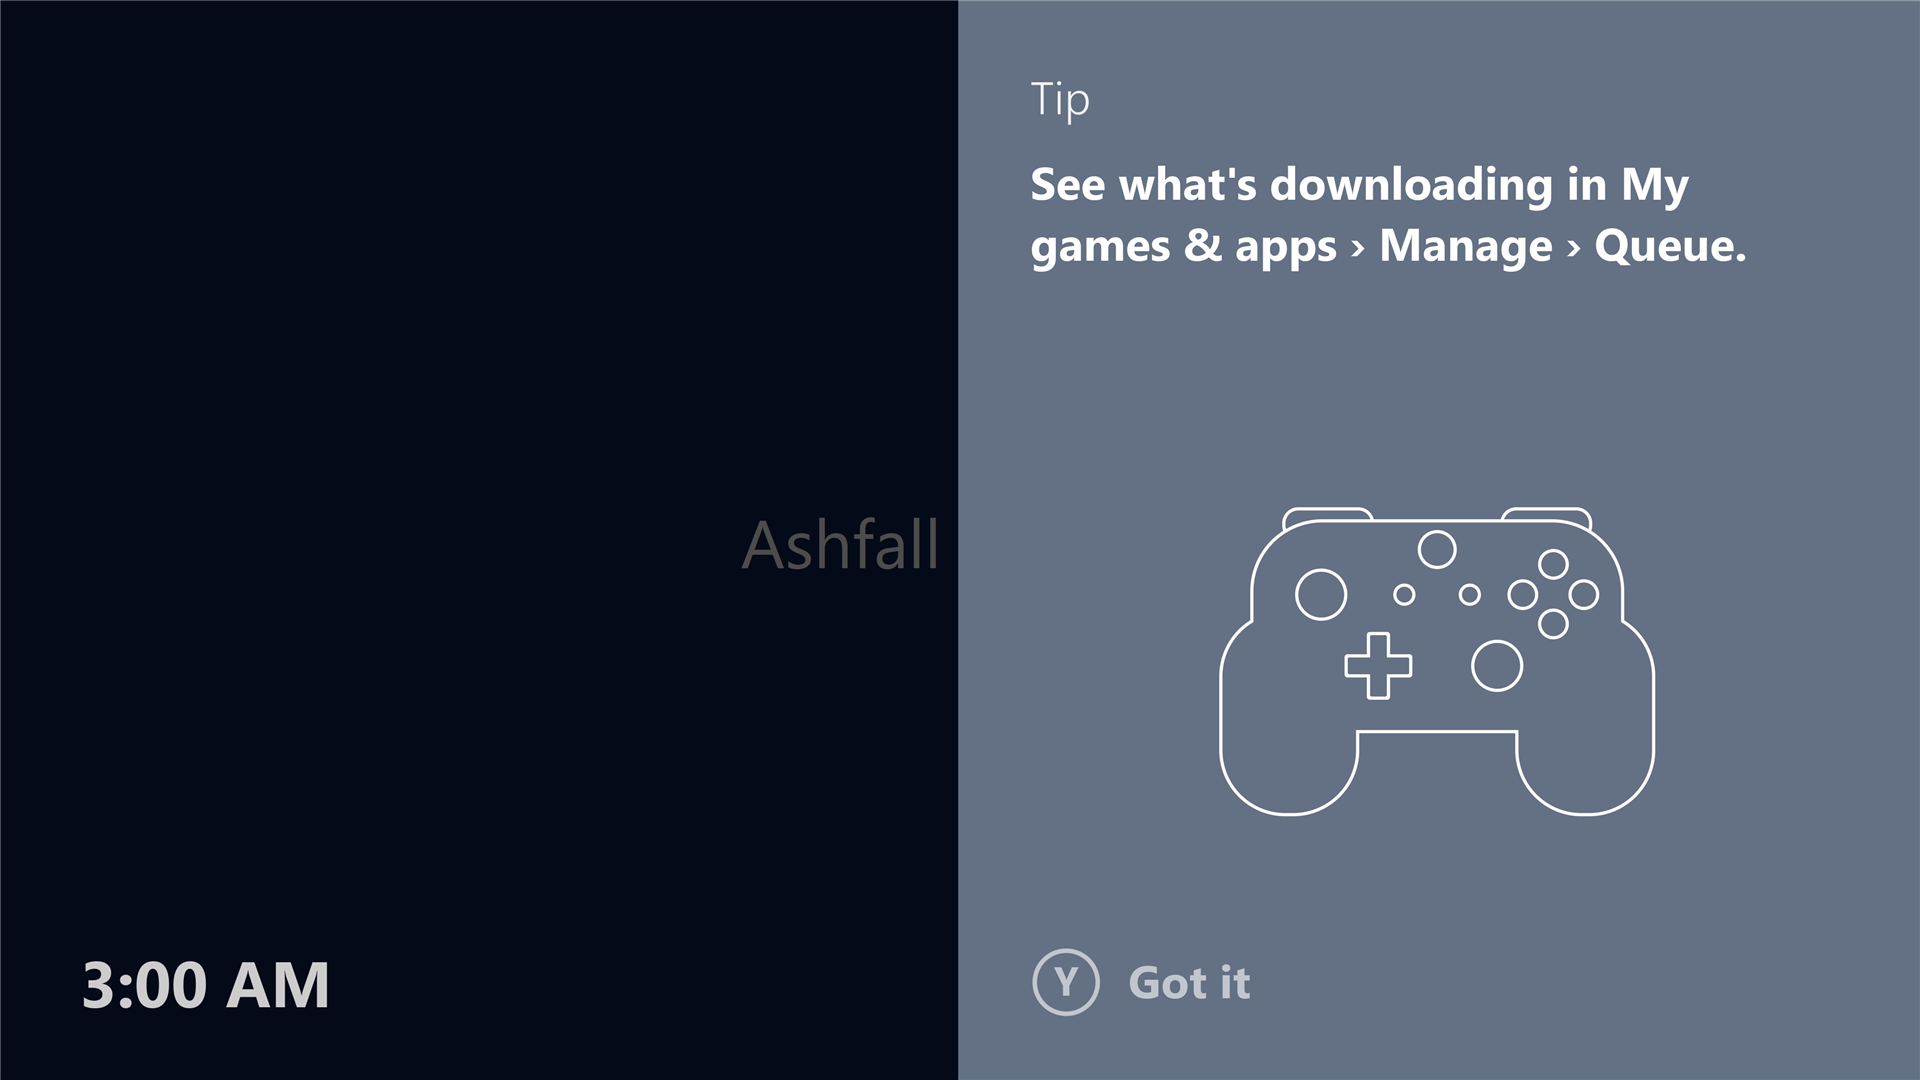 Ashfall
3:00 AM
Tip
See what's downloading in My
games & apps › Manage › Queue.
Y Got it